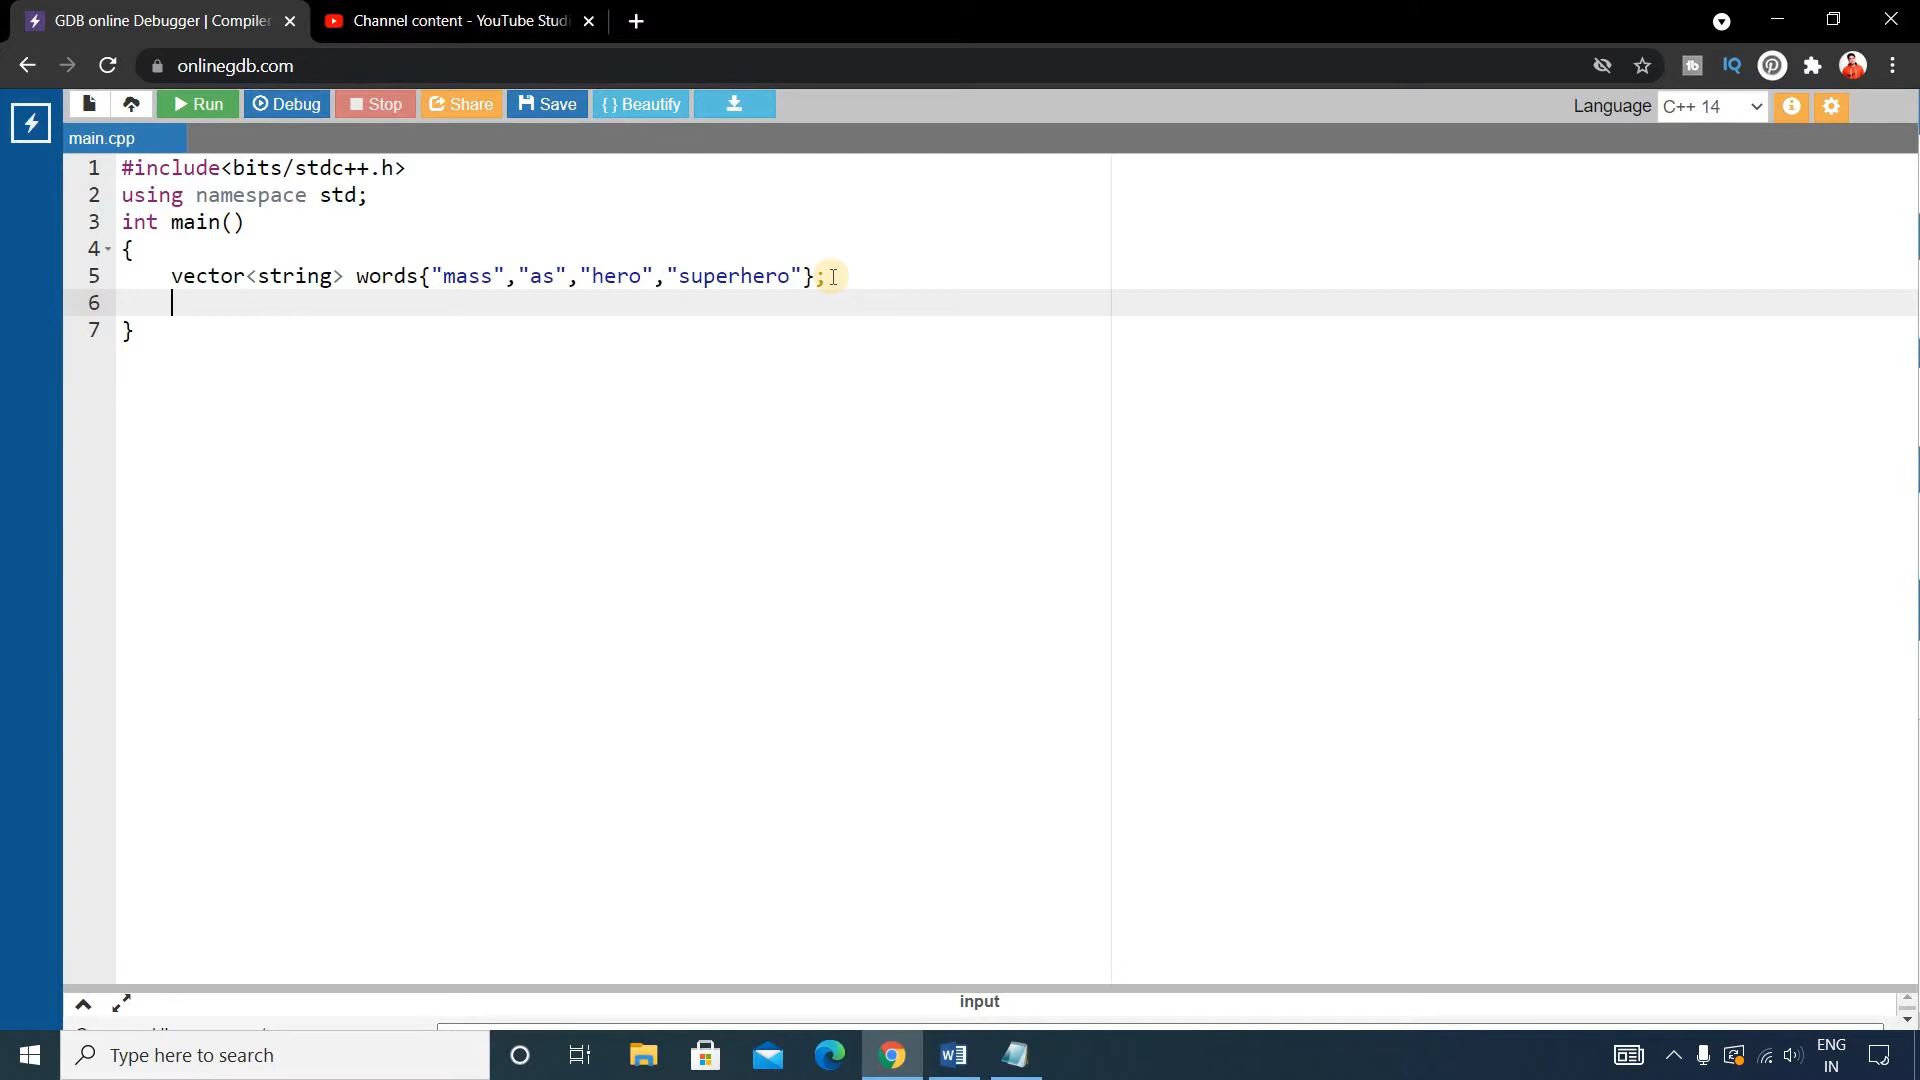 GDB online Debugger | Compiler
Channel content - YouTube Studi
onlinegdb.com
IQ
Run
Debug
Stop
Share
Save
{ } Beautify
Language
C++ 14
main.cpp
1 #include<bits/stdc++.h>
2 using namespace std;
3 int main()
4 {
5 vector<string> words{"mass","as","hero","superhero"};
6
7 }
input
Type here to search
ENG
IN